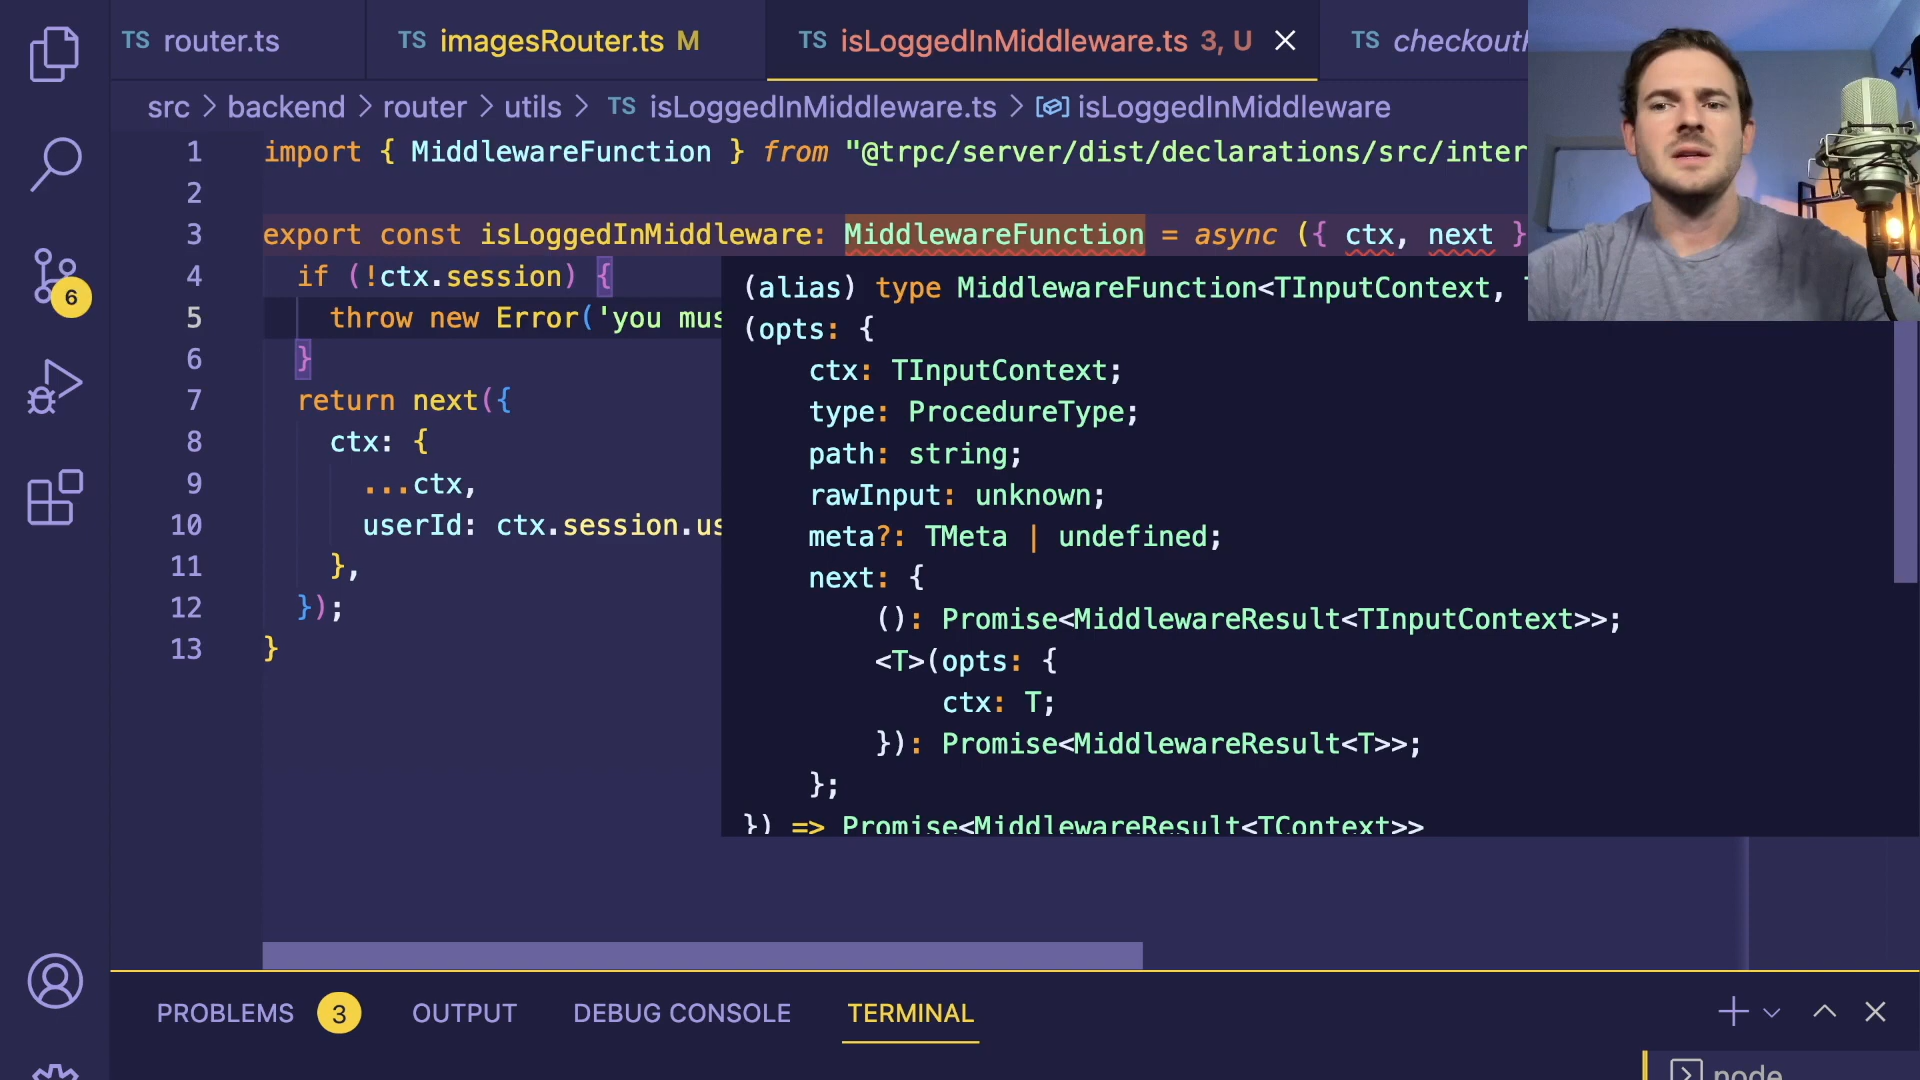 TS router.ts TS imagesRouter.ts M TS isLoggedInMiddleware.ts 3, U TS
src > backend > router > utils > TS isLoggedInMiddleware.ts > isLoggedInMiddleware
1 import { MiddlewareFunction } from "@trpc/server/dist/declarations/src/inter
2
3 export const isLoggedInMiddleware: MiddlewareFunction = async ({ ctx, next }
4 if (!ctx.session) {
5 throw new Error('you mus
6 }
7 return next({
8 ctx: {
9 ...ctx,
10 userId: ctx.session.us
11 },
12 });
13 }
(alias) type MiddlewareFunction<TInputContext,
(opts: {
ctx: TInputContext;
type: ProcedureType;
path: string;
rawInput: unknown;
meta?: TMeta | undefined;
next: {
(): Promise<MiddlewareResult<TInputContext>>;
<T>(opts: {
ctx: T;
}): Promise<MiddlewareResult<T>>;
};
}) => Promise<MiddlewareResult<TContext>>
6
PROBLEMS 3 OUTPUT DEBUG CONSOLE TERMINAL
node